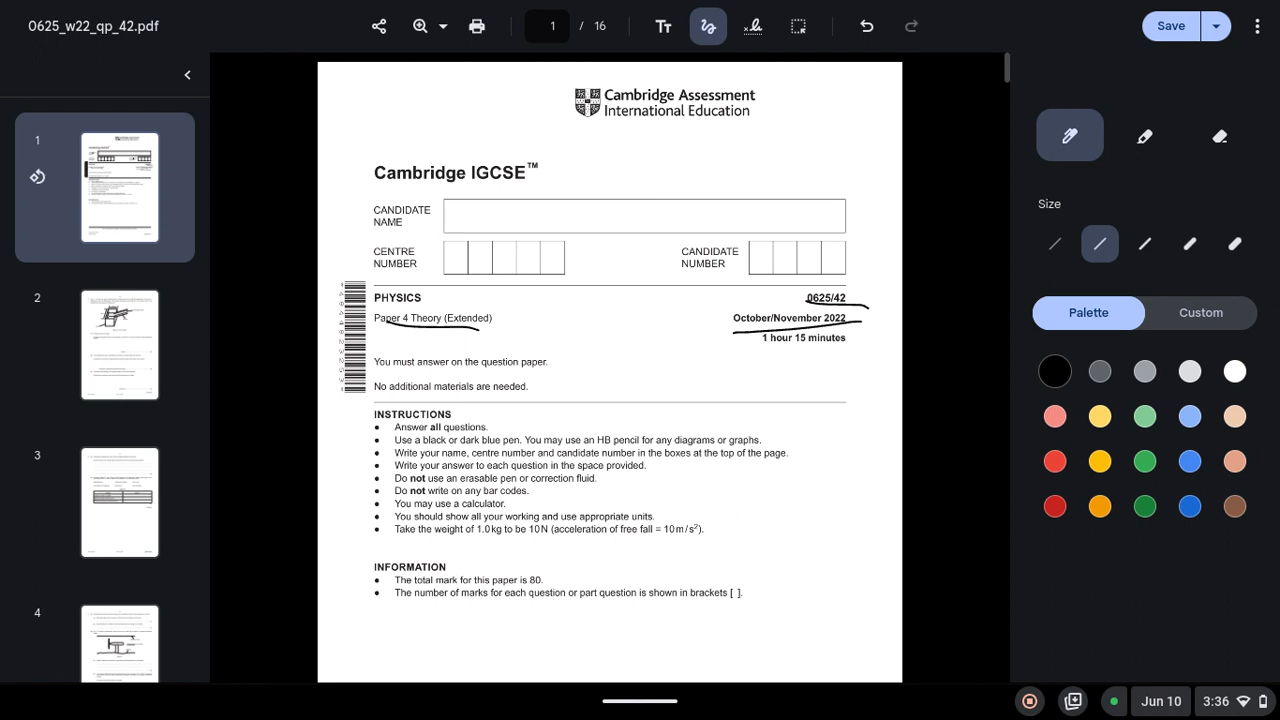 0625_w22_qp_42.pdf
1 / 16
Save
1
2
3
4
Cambridge Assessment
International Education
Cambridge IGCSE™
CANDIDATE
NAME
CENTRE
NUMBER
CANDIDATE
NUMBER
PHYSICS
0625/42
Paper 4 Theory (Extended)
October/November 2022
1 hour 15 minutes
You must answer on the question paper.
No additional materials are needed.
INSTRUCTIONS
● Answer all questions.
● Use a black or dark blue pen. You may use an HB pencil for any diagrams or graphs.
● Write your name, centre number and candidate number in the boxes at the top of the page.
● Write your answer to each question in the space provided.
● Do not use an erasable pen or correction fluid.
● Do not write on any bar codes.
● You may use a calculator.
● You should show all your working and use appropriate units.
● Take the weight of 1.0 kg to be 10 N (acceleration of free fall = 10 m / s²).
INFORMATION
● The total mark for this paper is 80.
● The number of marks for each question or part question is shown in brackets [ ].
Size
Palette
Custom
Jun 10
3:36